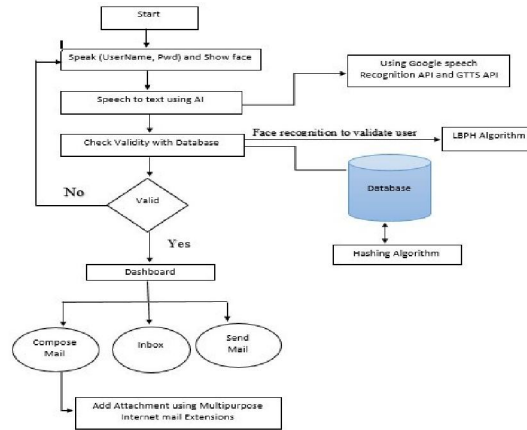 Start
Speak (UserName, Pwd) and Show face
Using Google speech
Recognition API and GTTS API
Speech to text using AI
Face recognition to validate user
Check Validity with Database
LBPH Algorithm
No
Valid
Database
Yes
Hashing Algorithm
Dashboard
Compose
Mail
Inbox
Send
Mail
Add Attachment using Multipurpose
Internet mail Extensions